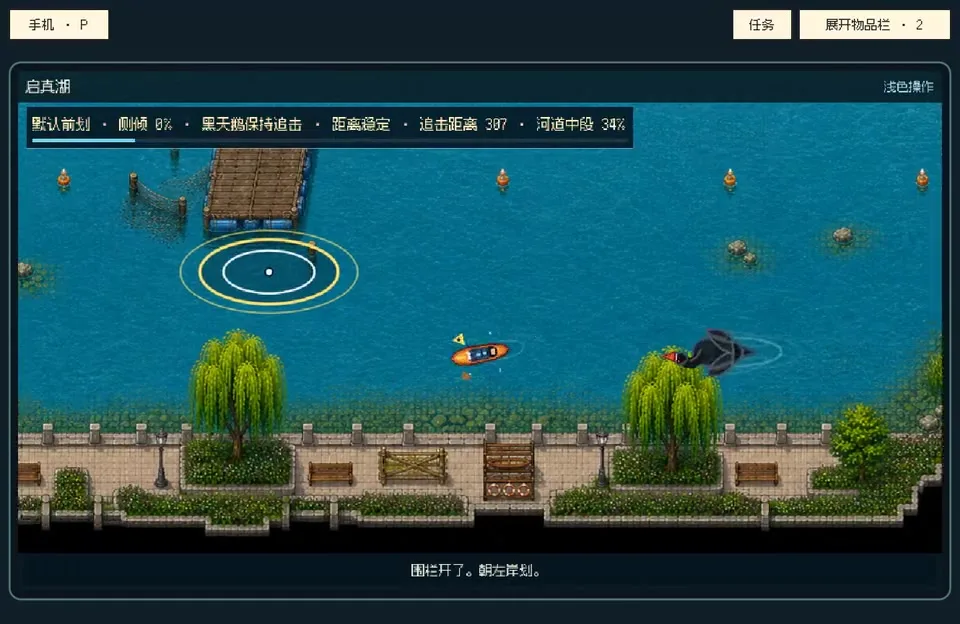 手机 · P
任务
展开物品栏 · 2
启真湖
浅色操作
默认前划 · 侧倾 0% · 黑天鹅保持追击 · 距离稳定 · 追击距离 307 · 河道中段 34%
围栏开了。朝左岸划。